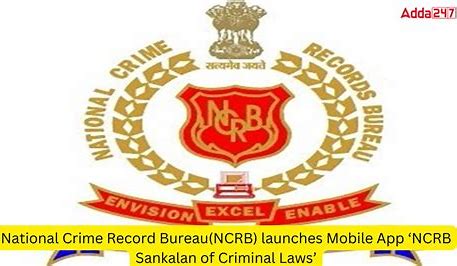 Adda247
सत्यमेव जयते
NATIONAL CRIME RECORDS BUREAU
NCRB
ENVISION EXCEL ENABLE
National Crime Record Bureau(NCRB) launches Mobile App ‘NCRB
Sankalan of Criminal Laws’